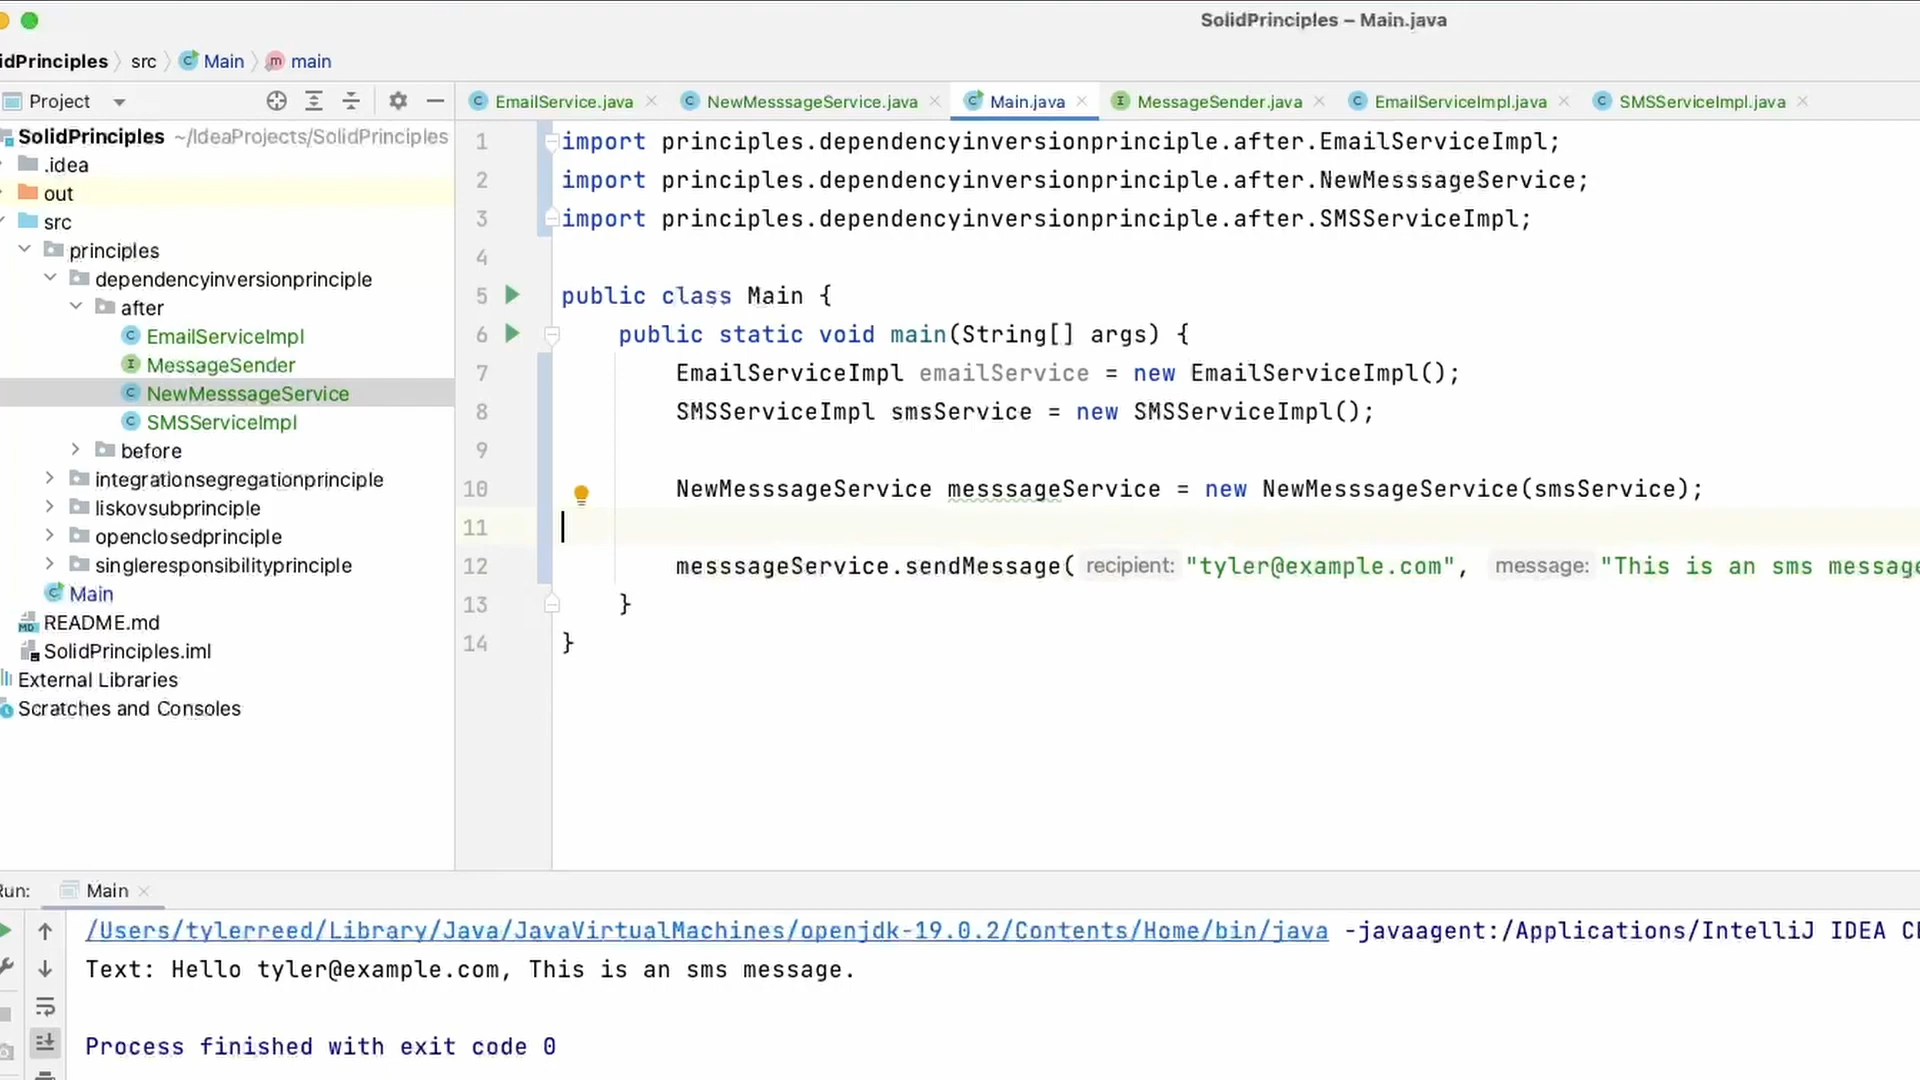 SolidPrinciples – Main.java
idPrinciples src Main main
Project
EmailService.java NewMesssageService.java Main.java MessageSender.java EmailServiceImpl.java SMSServiceImpl.java
SolidPrinciples ~/IdeaProjects/SolidPrinciples
.idea
out
src
principles
dependencyinversionprinciple
after
EmailServiceImpl
MessageSender
NewMesssageService
SMSServiceImpl
before
integrationsegregationprinciple
liskovsubprinciple
openclosedprinciple
singleresponsibilityprinciple
Main
README.md
SolidPrinciples.iml
External Libraries
Scratches and Consoles
1 import principles.dependencyinversionprinciple.after.EmailServiceImpl;
2 import principles.dependencyinversionprinciple.after.NewMesssageService;
3 import principles.dependencyinversionprinciple.after.SMSServiceImpl;
4
5 public class Main {
6 public static void main(String[] args) {
7 EmailServiceImpl emailService = new EmailServiceImpl();
8 SMSServiceImpl smsService = new SMSServiceImpl();
9
10 NewMesssageService messsageService = new NewMesssageService(smsService);
11
12 messsageService.sendMessage( recipient: "tyler@example.com", message: "This is an sms message
13 }
14 }
Run: Main
/Users/tylerreed/Library/Java/JavaVirtualMachines/openjdk-19.0.2/Contents/Home/bin/java -javaagent:/Applications/IntelliJ IDEA CE
Text: Hello tyler@example.com, This is an sms message.
Process finished with exit code 0